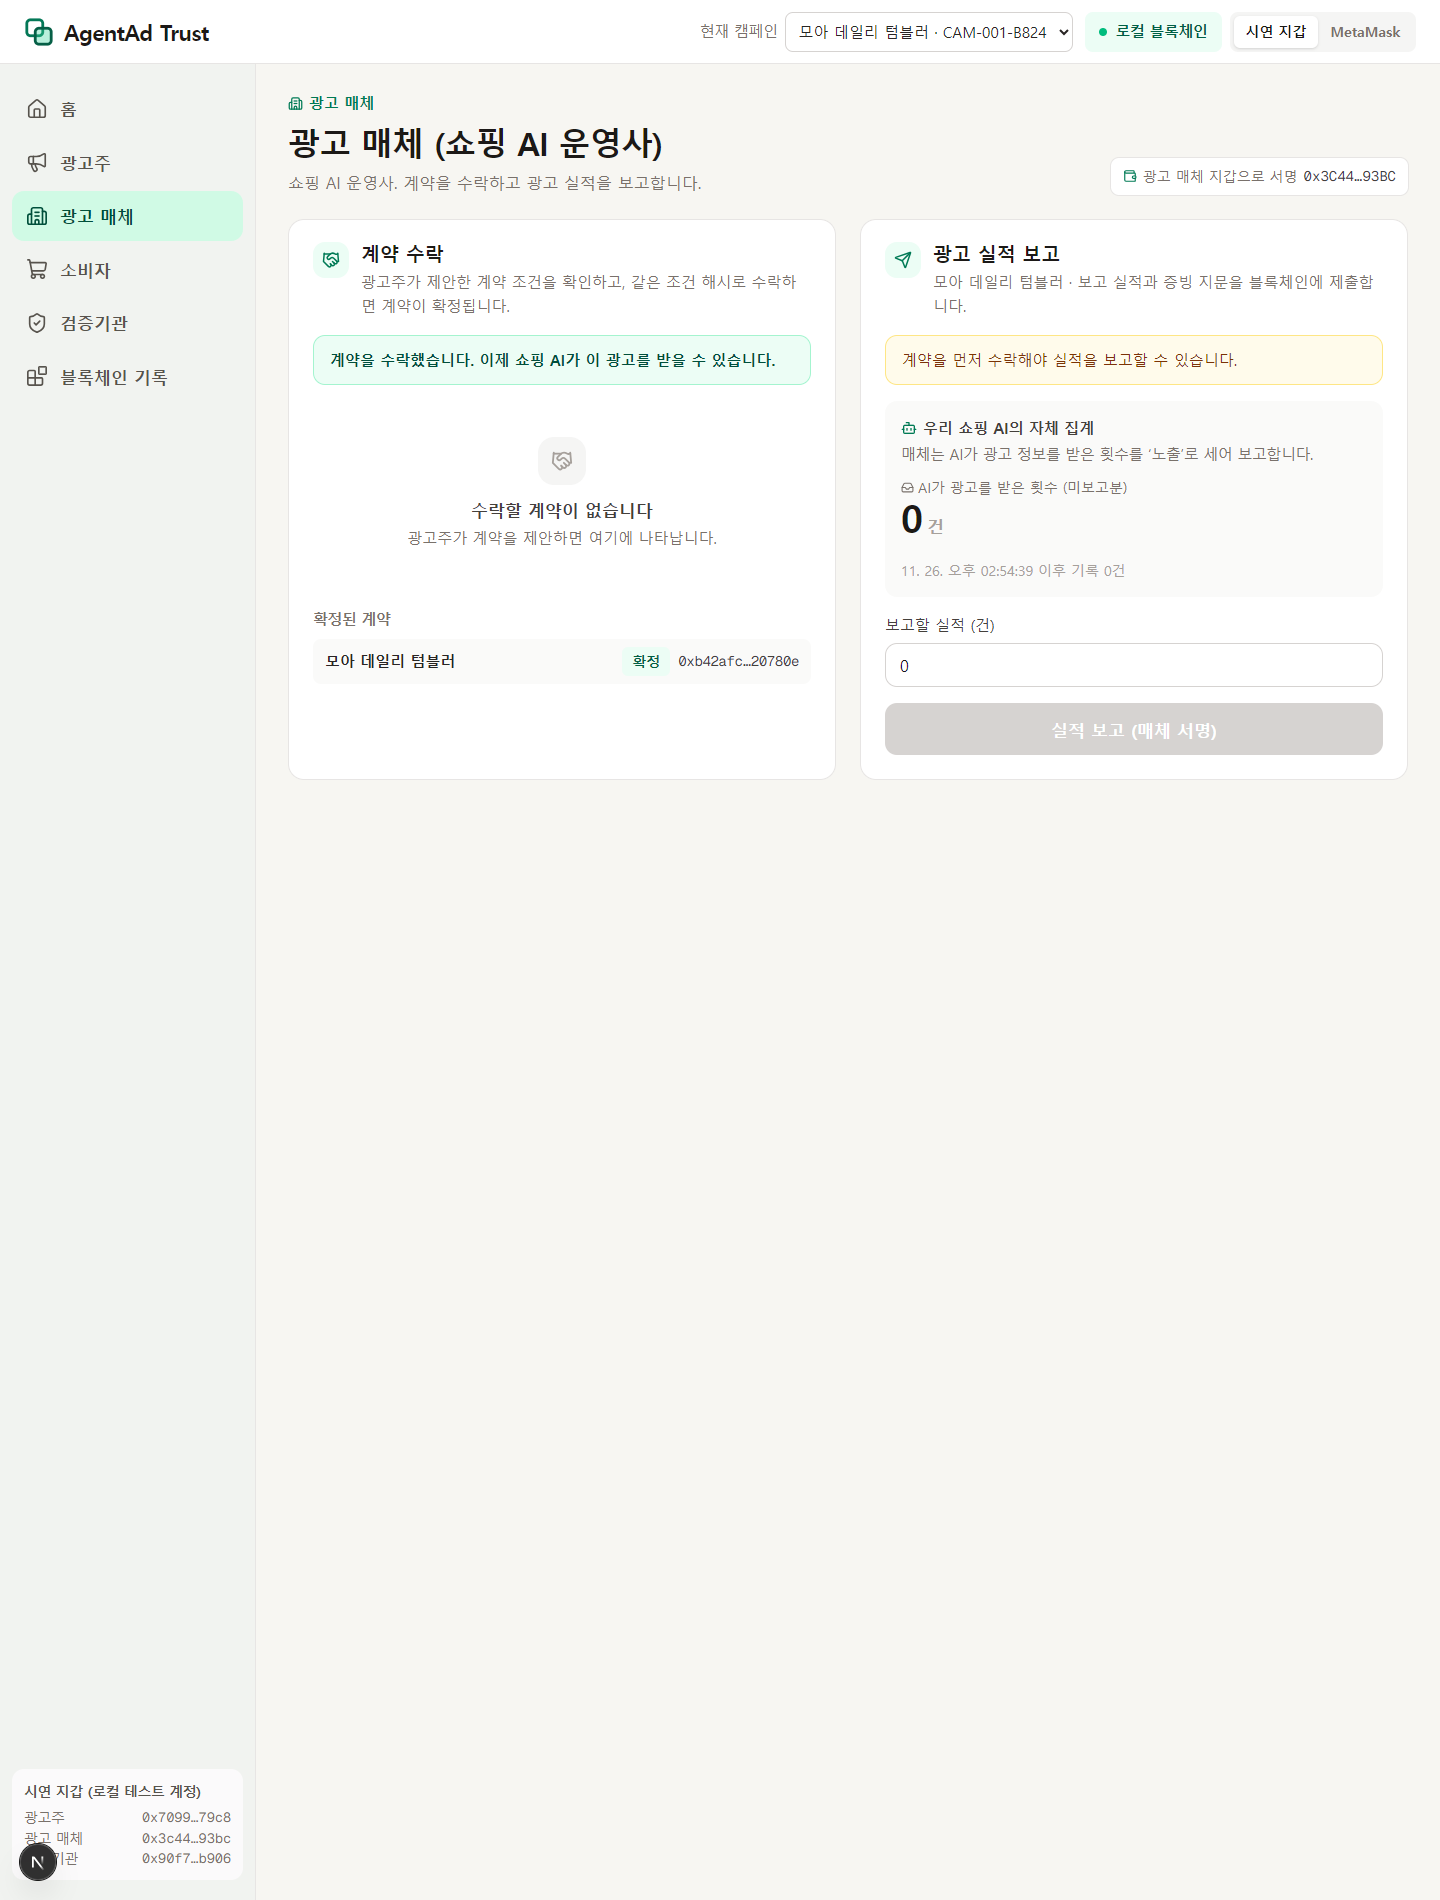 AgentAd Trust
현재 캠페인
모아 데일리 텀블러 · CAM-001-B824
로컬 블록체인
시연 지갑
MetaMask
홈
광고주
광고 매체
소비자
검증기관
블록체인 기록
광고 매체
광고 매체 (쇼핑 AI 운영사)
쇼핑 AI 운영사. 계약을 수락하고 광고 실적을 보고합니다.
광고 매체 지갑으로 서명 0x3C44…93BC
계약 수락
광고주가 제안한 계약 조건을 확인하고, 같은 조건 해시로 수락하
면 계약이 확정됩니다.
계약을 수락했습니다. 이제 쇼핑 AI가 이 광고를 받을 수 있습니다.
수락할 계약이 없습니다
광고주가 계약을 제안하면 여기에 나타납니다.
확정된 계약
모아 데일리 텀블러
확정
0xb42afc…20780e
광고 실적 보고
모아 데일리 텀블러 · 보고 실적과 증빙 지문을 블록체인에 제출합
니다.
계약을 먼저 수락해야 실적을 보고할 수 있습니다.
우리 쇼핑 AI의 자체 집계
매체는 AI가 광고 정보를 받은 횟수를 ‘노출’로 세어 보고합니다.
AI가 광고를 받은 횟수 (미보고분)
0 건
11. 26. 오후 02:54:39 이후 기록 0건
보고할 실적 (건)
0
실적 보고 (매체 서명)
시연 지갑 (로컬 테스트 계정)
광고주 0x7099…79c8
광고 매체 0x3c44…93bc
기관 0x90f7…b906
N